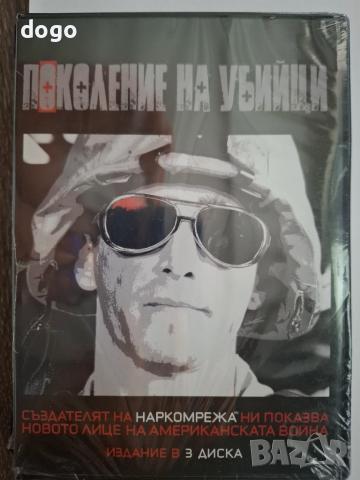 dogo
ПОКОЛЕНИЕ НА УБИЙЦИ
СЪЗДАТЕЛЯТ НА НАРКОМРЕЖА НИ ПОКАЗВА
НОВОТО ЛИЦЕ НА АМЕРИКАНСКАТА ВОЙНА
ИЗДАНИЕ В 3 ДИСКА
BAZAR